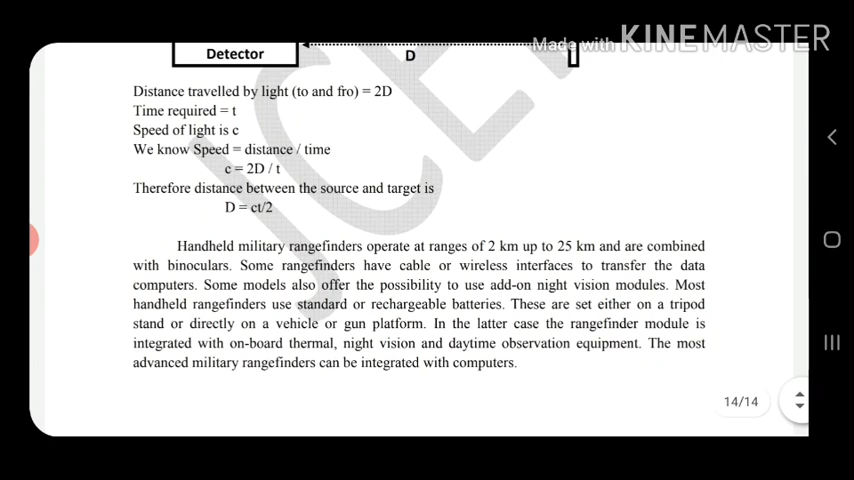 Made with KINEMASTER
Detector
D
Distance travelled by light (to and fro) = 2D
Time required = t
Speed of light is c
We know Speed = distance / time
c = 2D / t
Therefore distance between the source and target is
D = ct/2
Handheld military rangefinders operate at ranges of 2 km up to 25 km and are combined
with binoculars. Some rangefinders have cable or wireless interfaces to transfer the data
computers. Some models also offer the possibility to use add-on night vision modules. Most
handheld rangefinders use standard or rechargeable batteries. These are set either on a tripod
stand or directly on a vehicle or gun platform. In the latter case the rangefinder module is
integrated with on-board thermal, night vision and daytime observation equipment. The most
advanced military rangefinders can be integrated with computers.
14/14